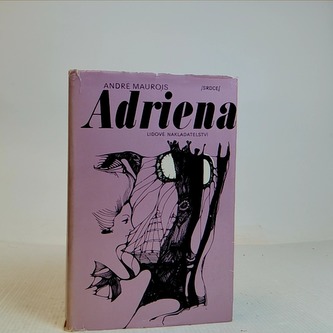 ANDRÉ MAUROIS /SRDCE/
Adriena
LIDOVÉ NAKLADATELSTVÍ